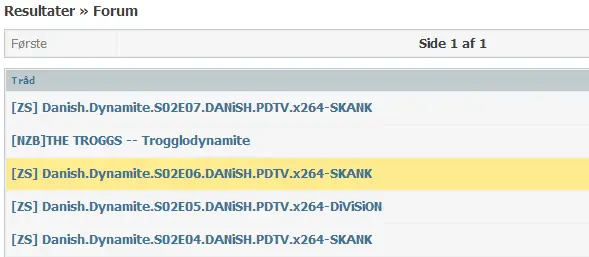 Resultater » Forum
Første Side 1 af 1
Tråd
[ZS] Danish.Dynamite.S02E07.DANiSH.PDTV.x264-SKANK
[NZB]THE TROGGS -- Trogglodynamite
[ZS] Danish.Dynamite.S02E06.DANiSH.PDTV.x264-SKANK
[ZS] Danish.Dynamite.S02E05.DANiSH.PDTV.x264-DiViSiON
[ZS] Danish.Dynamite.S02E04.DANiSH.PDTV.x264-SKANK